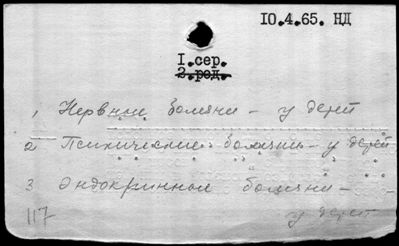 10.4.65. НД
I.сер.
2.род.
1 Нервные болезни - у детей
2 Психические болезни - у детей
3 Эндокринные болезни -
у детей
117